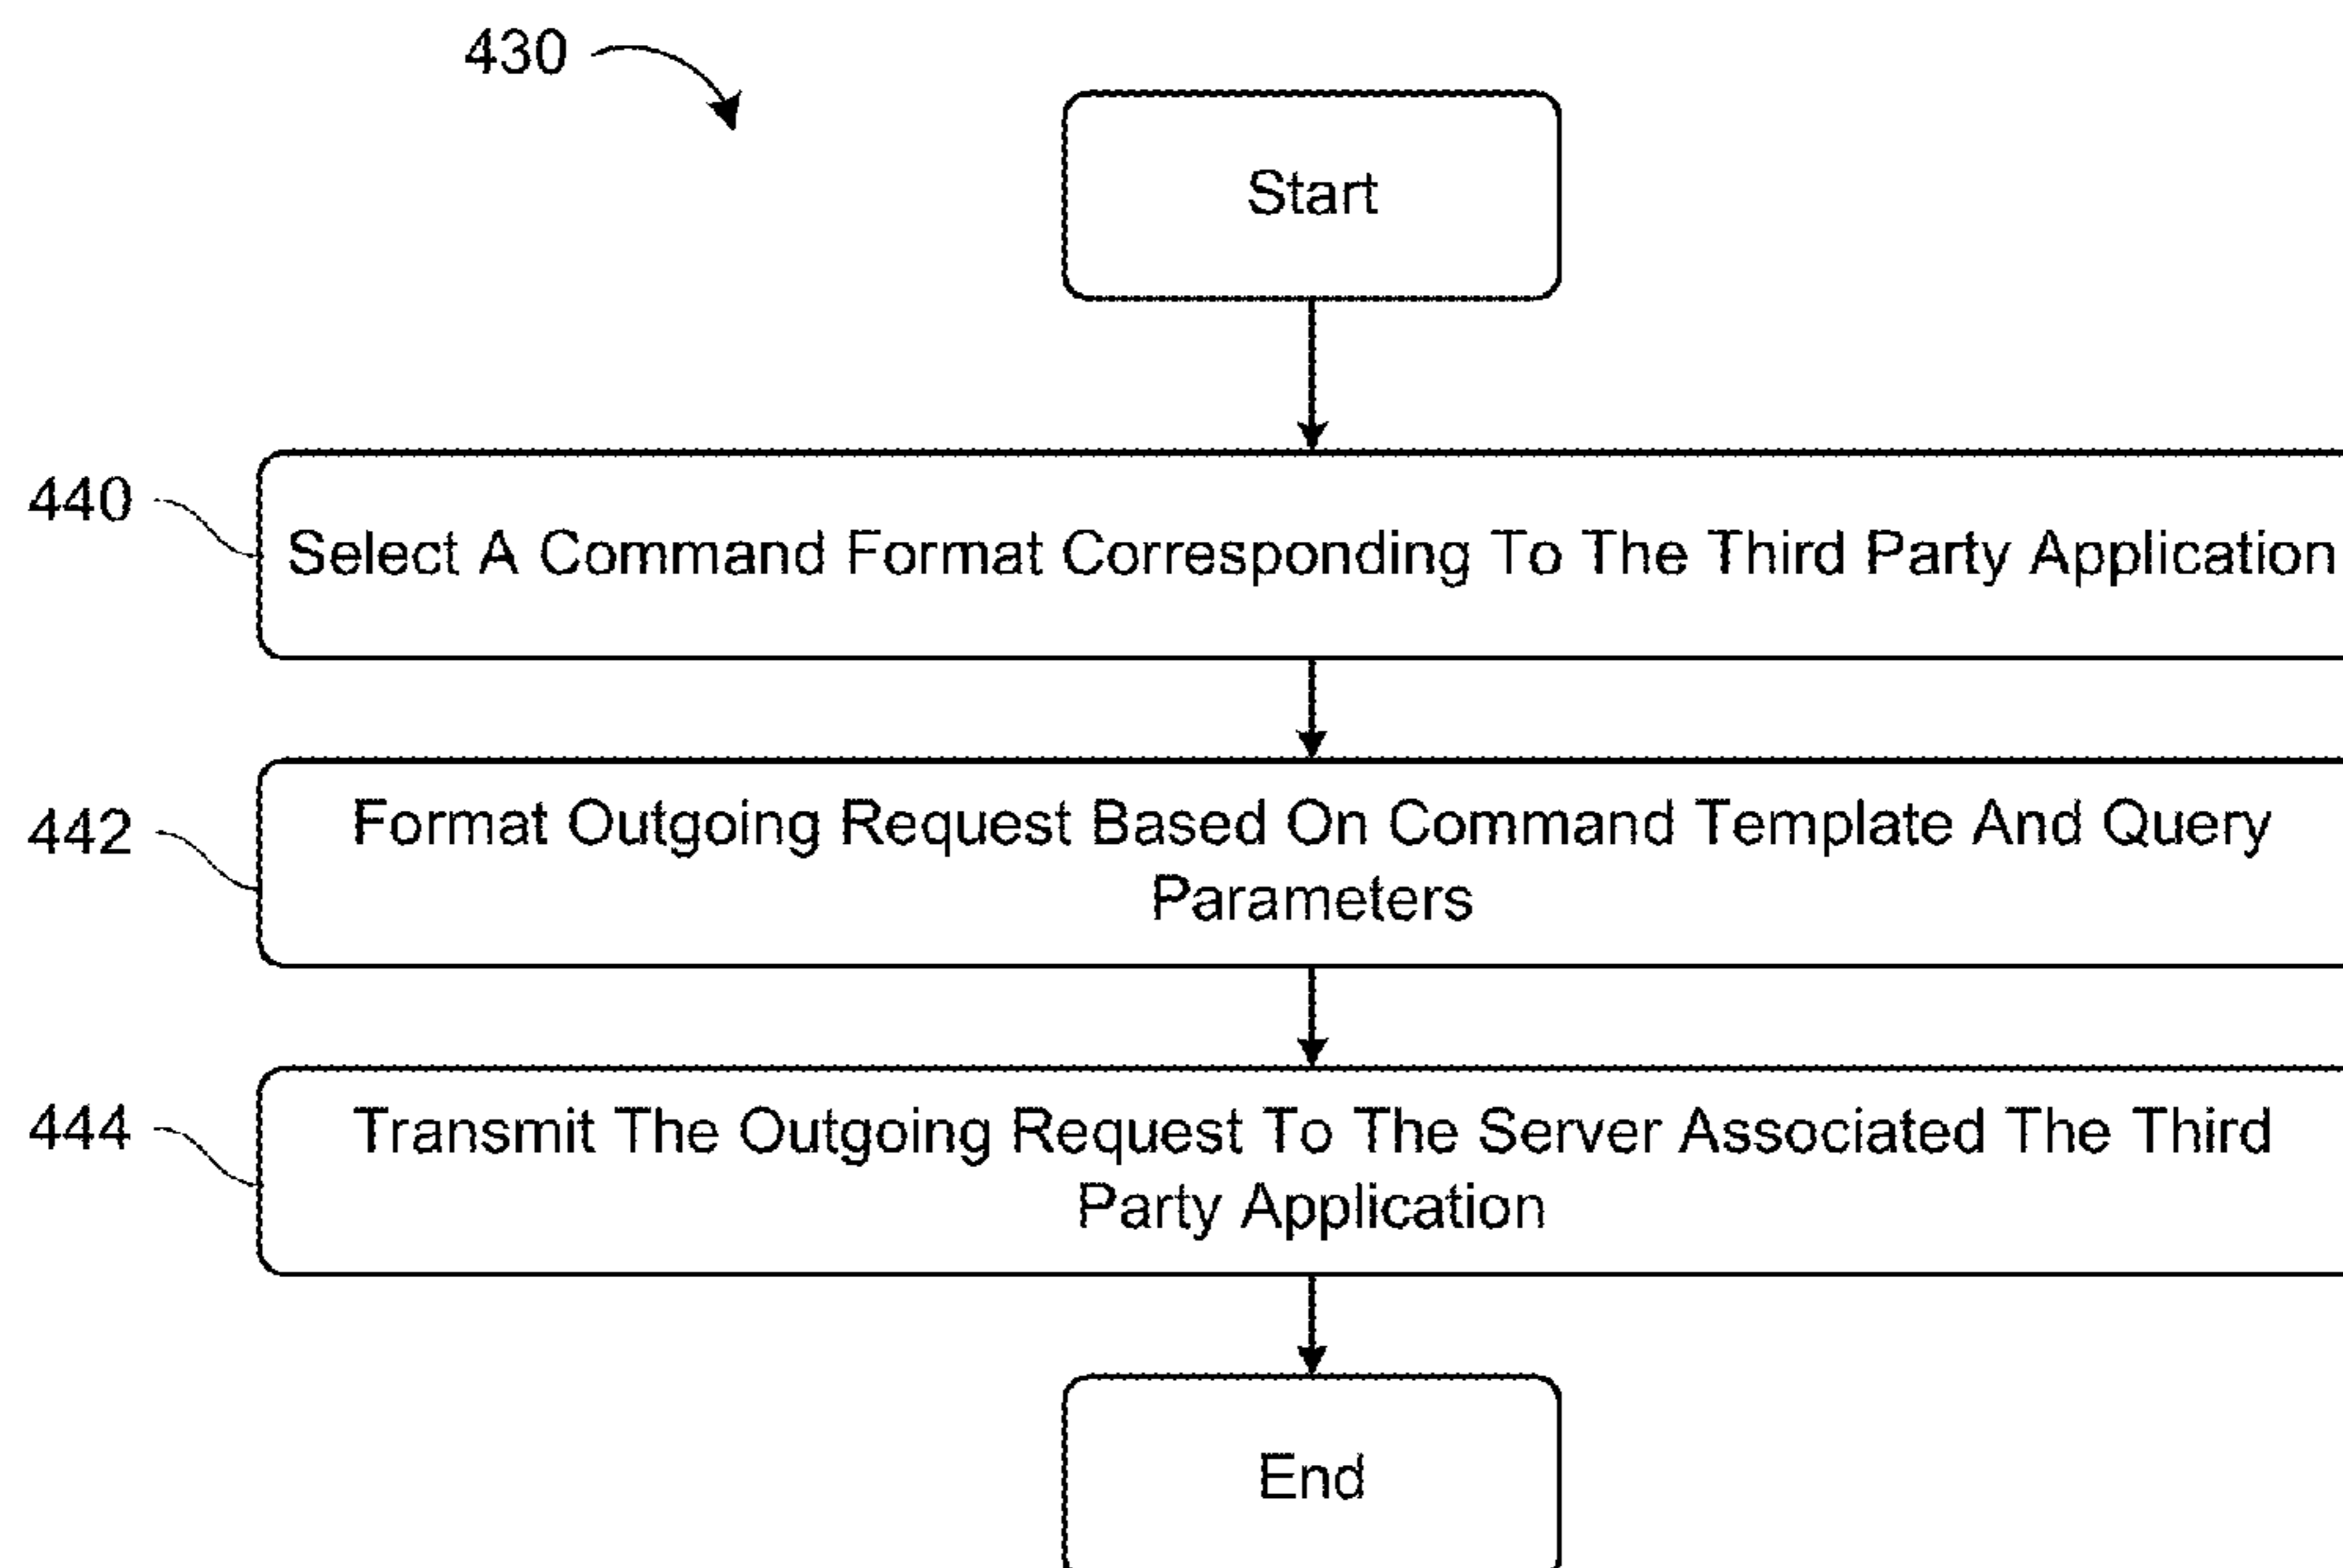 430
Start
440
Select A Command Format Corresponding To The Third Party Application
442
Format Outgoing Request Based On Command Template And Query
Parameters
444
Transmit The Outgoing Request To The Server Associated The Third
Party Application
End